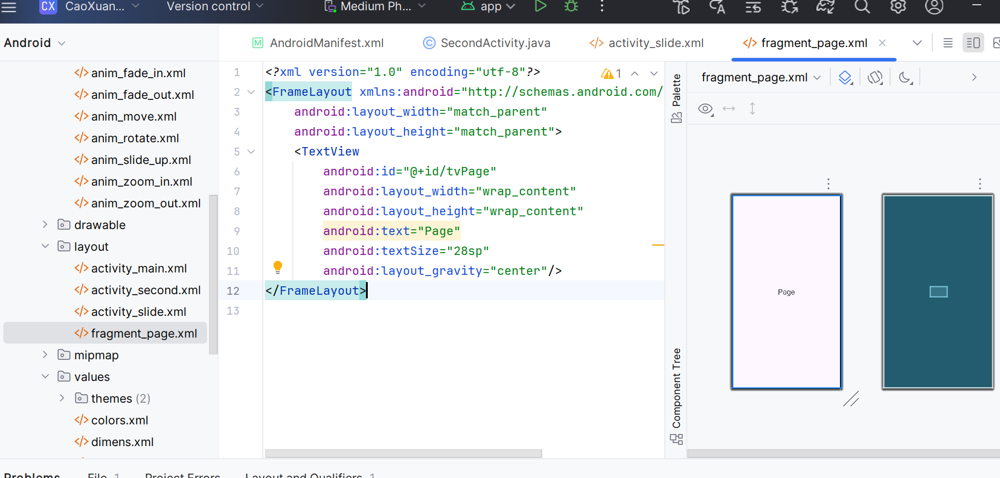 CX CaoXuan... Version control Medium Ph... app
Android
AndroidManifest.xml SecondActivity.java activity_slide.xml fragment_page.xml
anim_fade_in.xml
anim_fade_out.xml
anim_move.xml
anim_rotate.xml
anim_slide_up.xml
anim_zoom_in.xml
anim_zoom_out.xml
drawable
layout
activity_main.xml
activity_second.xml
activity_slide.xml
fragment_page.xml
mipmap
values
themes (2)
colors.xml
dimens.xml
1 <?xml version="1.0" encoding="utf-8"?>
2 <FrameLayout xmlns:android="http://schemas.android.com/
3 android:layout_width="match_parent"
4 android:layout_height="match_parent">
5 <TextView
6 android:id="@+id/tvPage"
7 android:layout_width="wrap_content"
8 android:layout_height="wrap_content"
9 android:text="Page"
10 android:textSize="28sp"
11 android:layout_gravity="center"/>
12 </FrameLayout>
13
1
Palette
Component Tree
fragment_page.xml
Page
Problems File 1 Project Errors Layout and Qualifiers 1